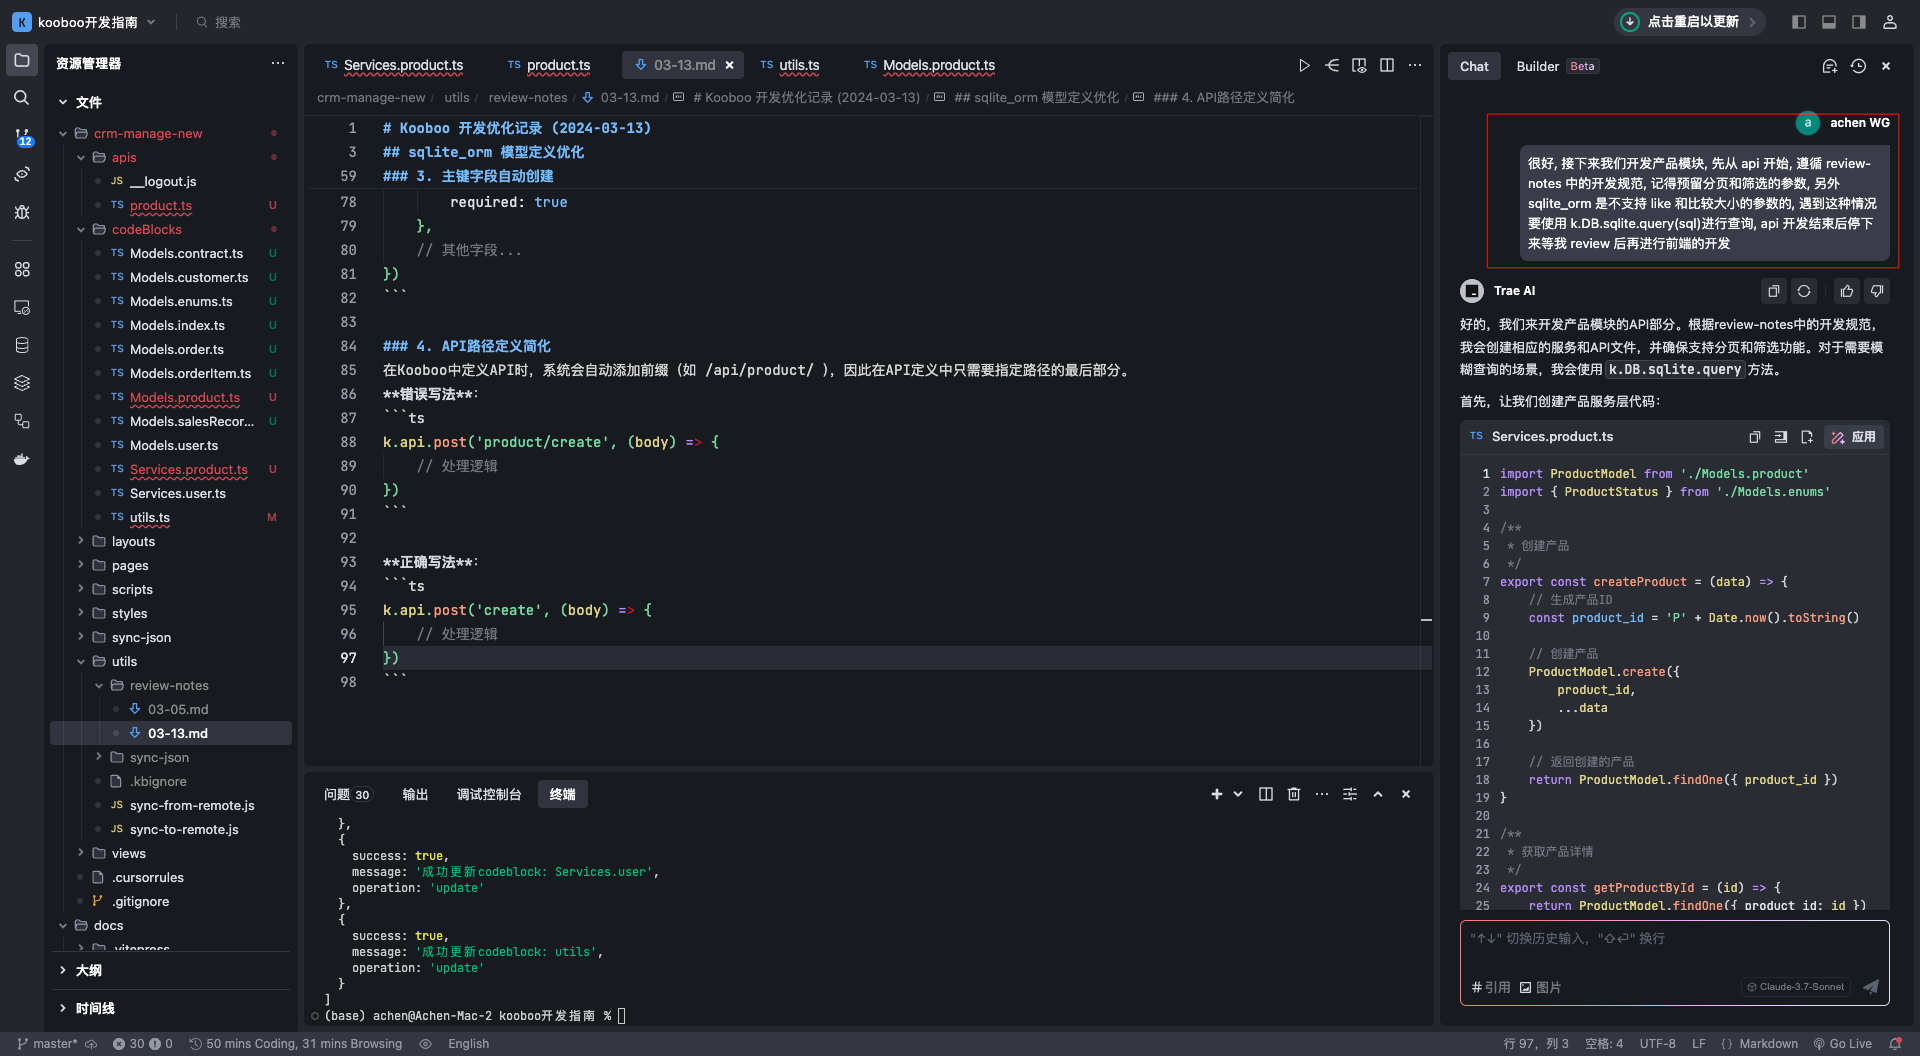 K kooboo开发指南
搜索
点击重启以更新
资源管理器
文件
crm-manage-new
apis
JS __logout.js
TS product.ts U
codeBlocks
TS Models.contract.ts U
TS Models.customer.ts U
TS Models.enums.ts U
TS Models.index.ts U
TS Models.order.ts U
TS Models.orderItem.ts U
TS Models.product.ts U
TS Models.salesRecor... U
TS Models.user.ts
TS Services.product.ts U
TS Services.user.ts
TS utils.ts M
layouts
pages
scripts
styles
sync-json
utils
review-notes
03-05.md
03-13.md
sync-json
.kbignore
JS sync-from-remote.js
JS sync-to-remote.js
views
.cursorrules
.gitignore
docs
.vitepress
大纲
时间线
12
TS Services.product.ts
TS product.ts
03-13.md
TS utils.ts
TS Models.product.ts
crm-manage-new / utils / review-notes / 03-13.md / # Kooboo 开发优化记录 (2024-03-13) / ## sqlite_orm 模型定义优化 / ### 4. API路径定义简化
1 # Kooboo 开发优化记录 (2024-03-13)
3 ## sqlite_orm 模型定义优化
59 ### 3. 主键字段自动创建
78 required: true
79 },
80 // 其他字段...
81 })
82 ```
83
84 ### 4. API路径定义简化
85 在Kooboo中定义API时，系统会自动添加前缀（如 /api/product/ ），因此在API定义中只需要指定路径的最后部分。
86 **错误写法**：
87 ```ts
88 k.api.post('product/create', (body) => {
89 // 处理逻辑
90 })
91 ```
92
93 **正确写法**：
94 ```ts
95 k.api.post('create', (body) => {
96 // 处理逻辑
97 })
98 ```
问题 30 输出 调试控制台 终端
},
{
success: true,
message: '成功更新codeblock: Services.user',
operation: 'update'
},
{
success: true,
message: '成功更新codeblock: utils',
operation: 'update'
}
]
(base) achen@Achen-Mac-2 kooboo开发指南 %
Chat Builder Beta
a achen WG
很好, 接下来我们开发产品模块, 先从 api 开始, 遵循 review-
notes 中的开发规范, 记得预留分页和筛选的参数, 另外
sqlite_orm 是不支持 like 和比较大小的参数的, 遇到这种情况
要使用 k.DB.sqlite.query(sql)进行查询, api 开发结束后停下
来等我 review 后再进行前端的开发
Trae AI
好的，我们来开发产品模块的API部分。根据review-notes中的开发规范，
我会创建相应的服务和API文件，并确保支持分页和筛选功能。对于需要模
糊查询的场景，我会使用 k.DB.sqlite.query 方法。
首先，让我们创建产品服务层代码：
TS Services.product.ts 应用
1 import ProductModel from './Models.product'
2 import { ProductStatus } from './Models.enums'
3
4 /**
5 * 创建产品
6 */
7 export const createProduct = (data) => {
8 // 生成产品ID
9 const product_id = 'P' + Date.now().toString()
10
11 // 创建产品
12 ProductModel.create({
13 product_id,
14 ...data
15 })
16
17 // 返回创建的产品
18 return ProductModel.findOne({ product_id })
19 }
20
21 /**
22 * 获取产品详情
23 */
24 export const getProductById = (id) => {
25 return ProductModel.findOne({ product_id: id })
"↑↓" 切换历史输入，"⇧⏎" 换行
# 引用 图片
Claude-3.7-Sonnet
master* 30 0 50 mins Coding, 31 mins Browsing English
行 97，列 3 空格: 4 UTF-8 LF {} Markdown Go Live